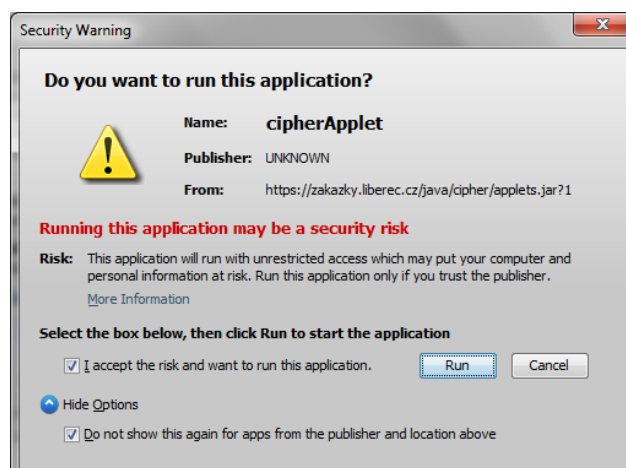 Security Warning
Do you want to run this application?
Name: cipherApplet
Publisher: UNKNOWN
From: https://zakazky.liberec.cz/java/cipher/applets.jar?1
Running this application may be a security risk
Risk: This application will run with unrestricted access which may put your computer and
personal information at risk. Run this application only if you trust the publisher.
More Information
Select the box below, then click Run to start the application
I accept the risk and want to run this application. Run Cancel
Hide Options
Do not show this again for apps from the publisher and location above